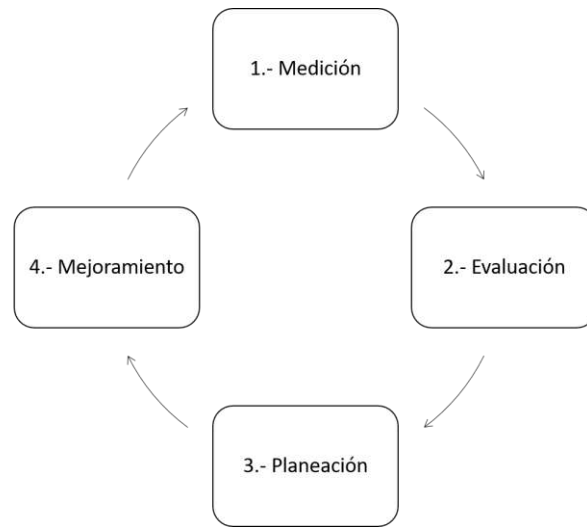 1.- Medición
2.- Evaluación
3.- Planeación
4.- Mejoramiento